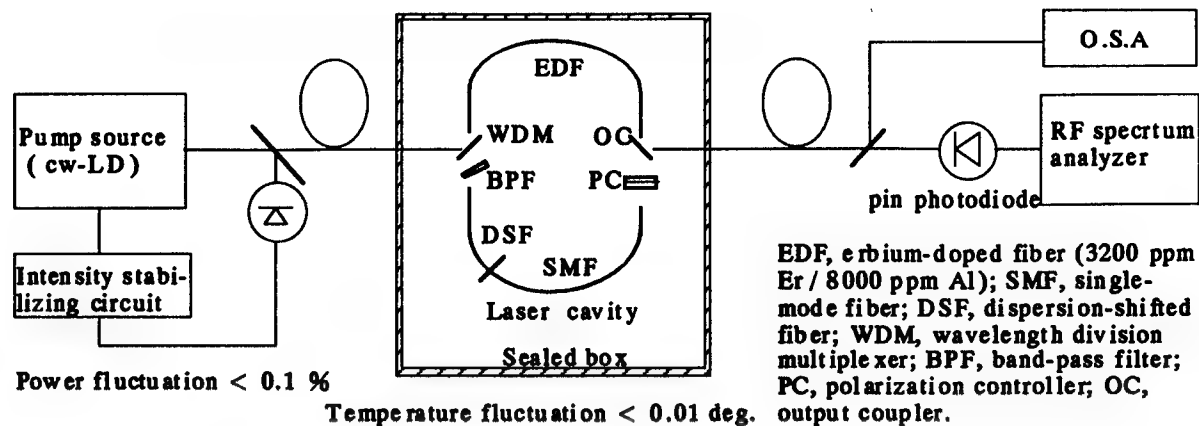 Pump source
( cw-LD)
Intensity stabi-
lizing circuit
Power fluctuation < 0.1 %
EDF
WDM
OC
BPF
PC
DSF
SMF
Laser cavity
Sealed box
Temperature fluctuation < 0.01 deg.
O.S.A
RF specrtum
analyzer
pin photodiode
EDF, erbium-doped fiber (3200 ppm
Er / 8000 ppm Al); SMF, single-
mode fiber; DSF, dispersion-shifted
fiber; WDM, wavelength division
multiplexer; BPF, band-pass filter;
PC, polarization controller; OC,
output coupler.